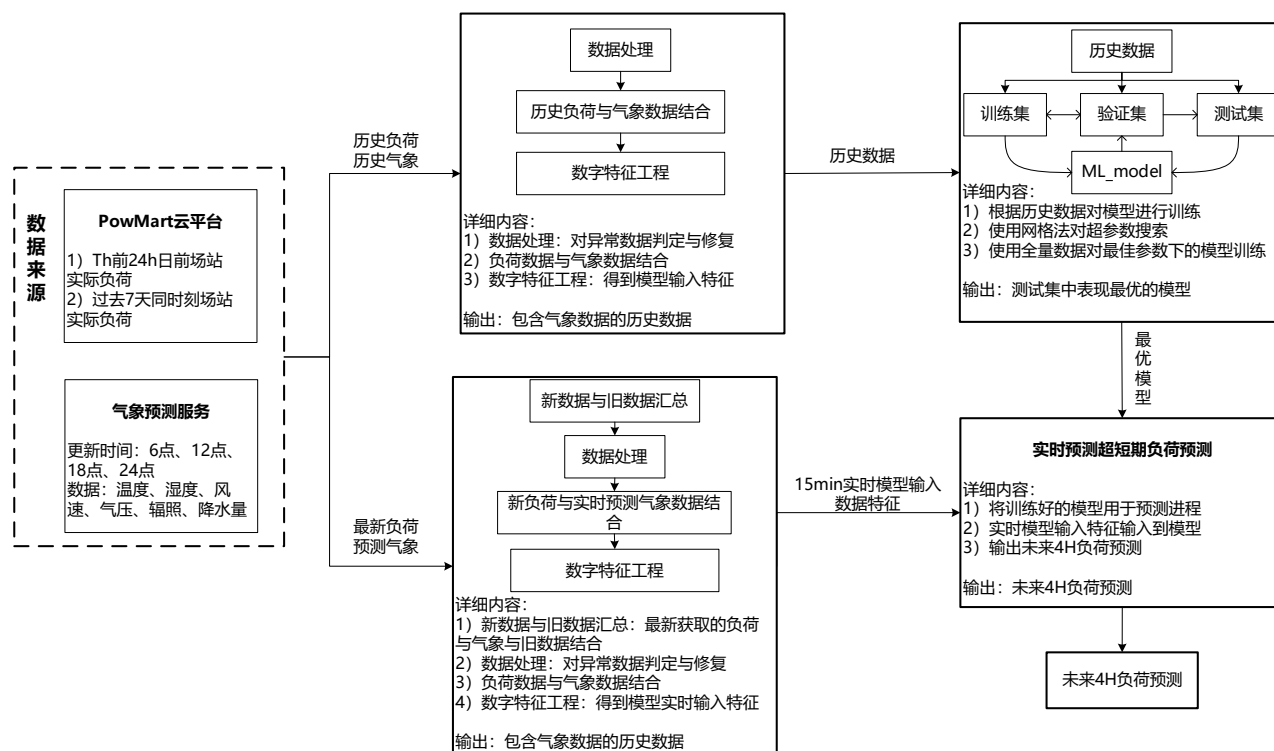 数据来源
PowMart云平台
1）Th前24h日前场站
实际负荷
2）过去7天同时刻场站
实际负荷
气象预测服务
更新时间：6点、12点、
18点、24点
数据：温度、湿度、风
速、气压、辐照、降水量
历史负荷
历史气象
最新负荷
预测气象
数据处理
历史负荷与气象数据结合
数字特征工程
详细内容：
1）数据处理：对异常数据判定与修复
2）负荷数据与气象数据结合
3）数字特征工程：得到模型输入特征
输出：包含气象数据的历史数据
新数据与旧数据汇总
数据处理
新负荷与实时预测气象数据结
合
数字特征工程
详细内容：
1）新数据与旧数据汇总：最新获取的负荷
与气象与旧数据结合
2）数据处理：对异常数据判定与修复
3）负荷数据与气象数据结合
4）数字特征工程：得到模型实时输入特征
输出：包含气象数据的历史数据
历史数据
15min实时模型输入
数据特征
历史数据
训练集
验证集
测试集
ML_model
详细内容：
1）根据历史数据对模型进行训练
2）使用网格法对超参数搜索
3）使用全量数据对最佳参数下的模型训练
输出：测试集中表现最优的模型
最优模型
实时预测超短期负荷预测
详细内容：
1）将训练好的模型用于预测进程
2）实时模型输入特征输入到模型
3）输出未来4H负荷预测
输出：未来4H负荷预测
未来4H负荷预测